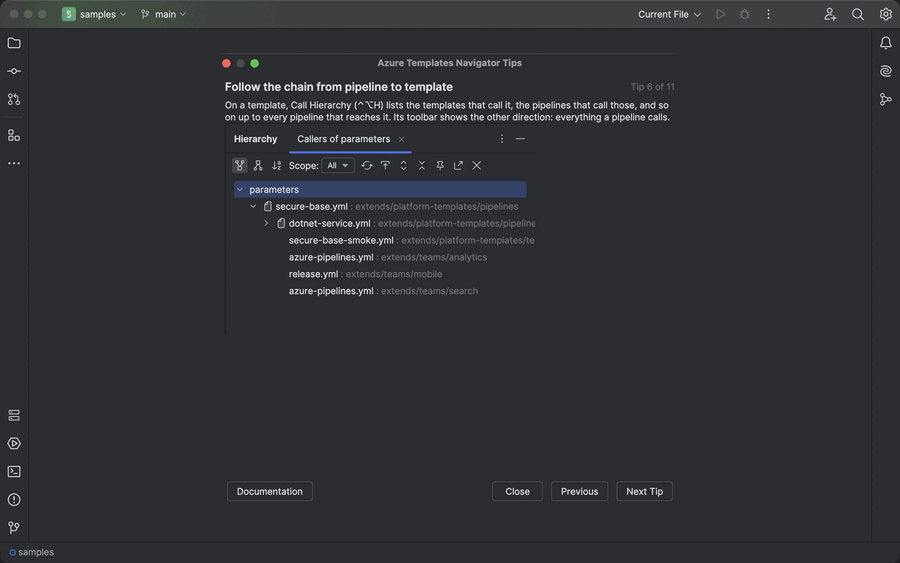 S samples main Current File
Azure Templates Navigator Tips
Follow the chain from pipeline to template Tip 6 of 11
On a template, Call Hierarchy (⌃⌥H) lists the templates that call it, the pipelines that call those, and so
on up to every pipeline that reaches it. Its toolbar shows the other direction: everything a pipeline calls.
Hierarchy Callers of parameters
Scope: All
parameters
secure-base.yml : extends/platform-templates/pipelines
dotnet-service.yml : extends/platform-templates/pipeline
secure-base-smoke.yml : extends/platform-templates/te
azure-pipelines.yml : extends/teams/analytics
release.yml : extends/teams/mobile
azure-pipelines.yml : extends/teams/search
Documentation Close Previous Next Tip
samples